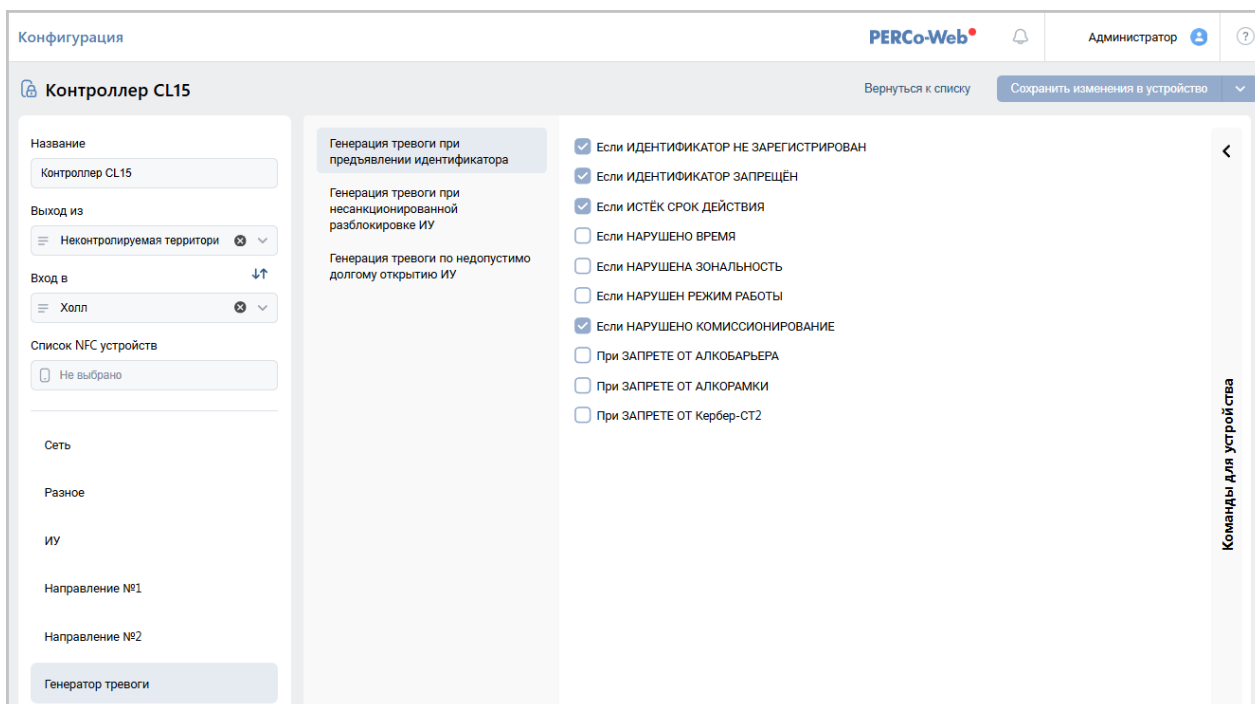 Конфигурация
PERCo-Web
Администратор
?
Контроллер CL15
Вернуться к списку
Сохранить изменения в устройство
Название
Контроллер CL15
Выход из
Неконтролируемая территори
Вход в
Холл
Список NFC устройств
Не выбрано
Сеть
Разное
ИУ
Направление №1
Направление №2
Генератор тревоги
Генерация тревоги при
предъявлении идентификатора
Генерация тревоги при
несанкционированной
разблокировке ИУ
Генерация тревоги по недопустимо
долгому открытию ИУ
Если ИДЕНТИФИКАТОР НЕ ЗАРЕГИСТРИРОВАН
Если ИДЕНТИФИКАТОР ЗАПРЕЩЁН
Если ИСТЁК СРОК ДЕЙСТВИЯ
Если НАРУШЕНО ВРЕМЯ
Если НАРУШЕНА ЗОНАЛЬНОСТЬ
Если НАРУШЕН РЕЖИМ РАБОТЫ
Если НАРУШЕНО КОМИССИОНИРОВАНИЕ
При ЗАПРЕТЕ ОТ АЛКОБАРЬЕРА
При ЗАПРЕТЕ ОТ АЛКОРАМКИ
При ЗАПРЕТЕ ОТ Кербер-СТ2
Команды для устройства